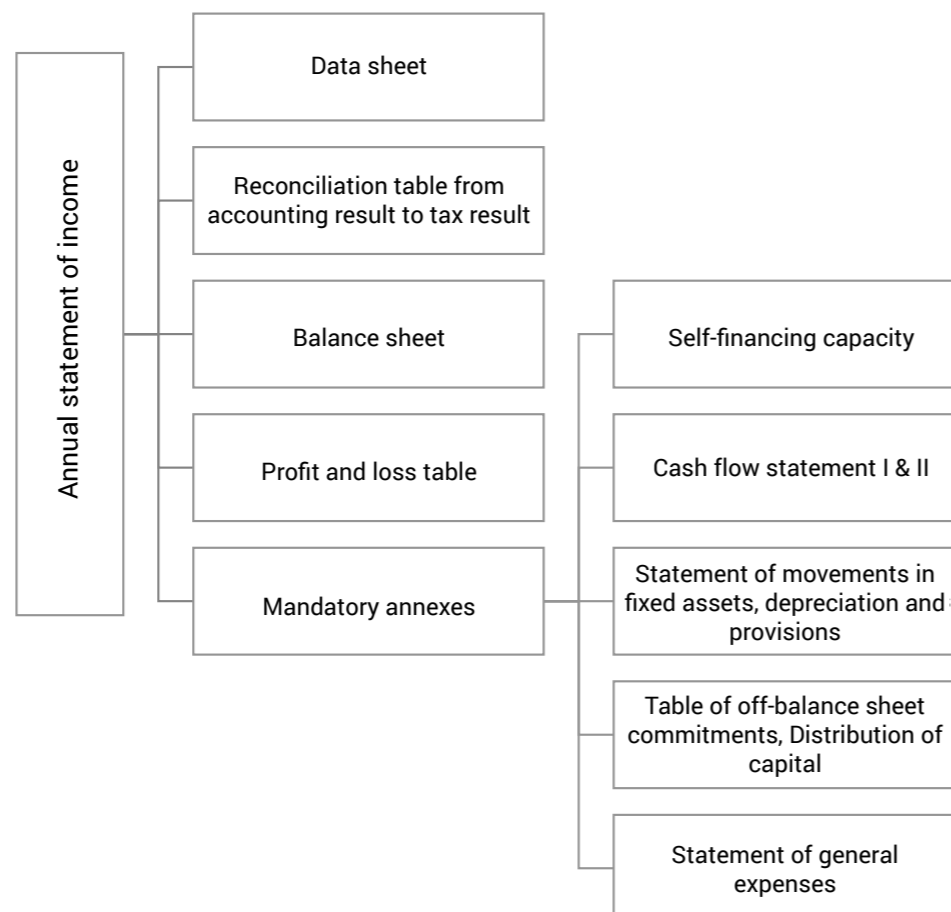 Annual statement of income
Data sheet
Reconciliation table from
accounting result to tax result
Balance sheet
Profit and loss table
Mandatory annexes
Self-financing capacity
Cash flow statement I & II
Statement of movements in
fixed assets, depreciation and
provisions
Table of off-balance sheet
commitments, Distribution of
capital
Statement of general
expenses